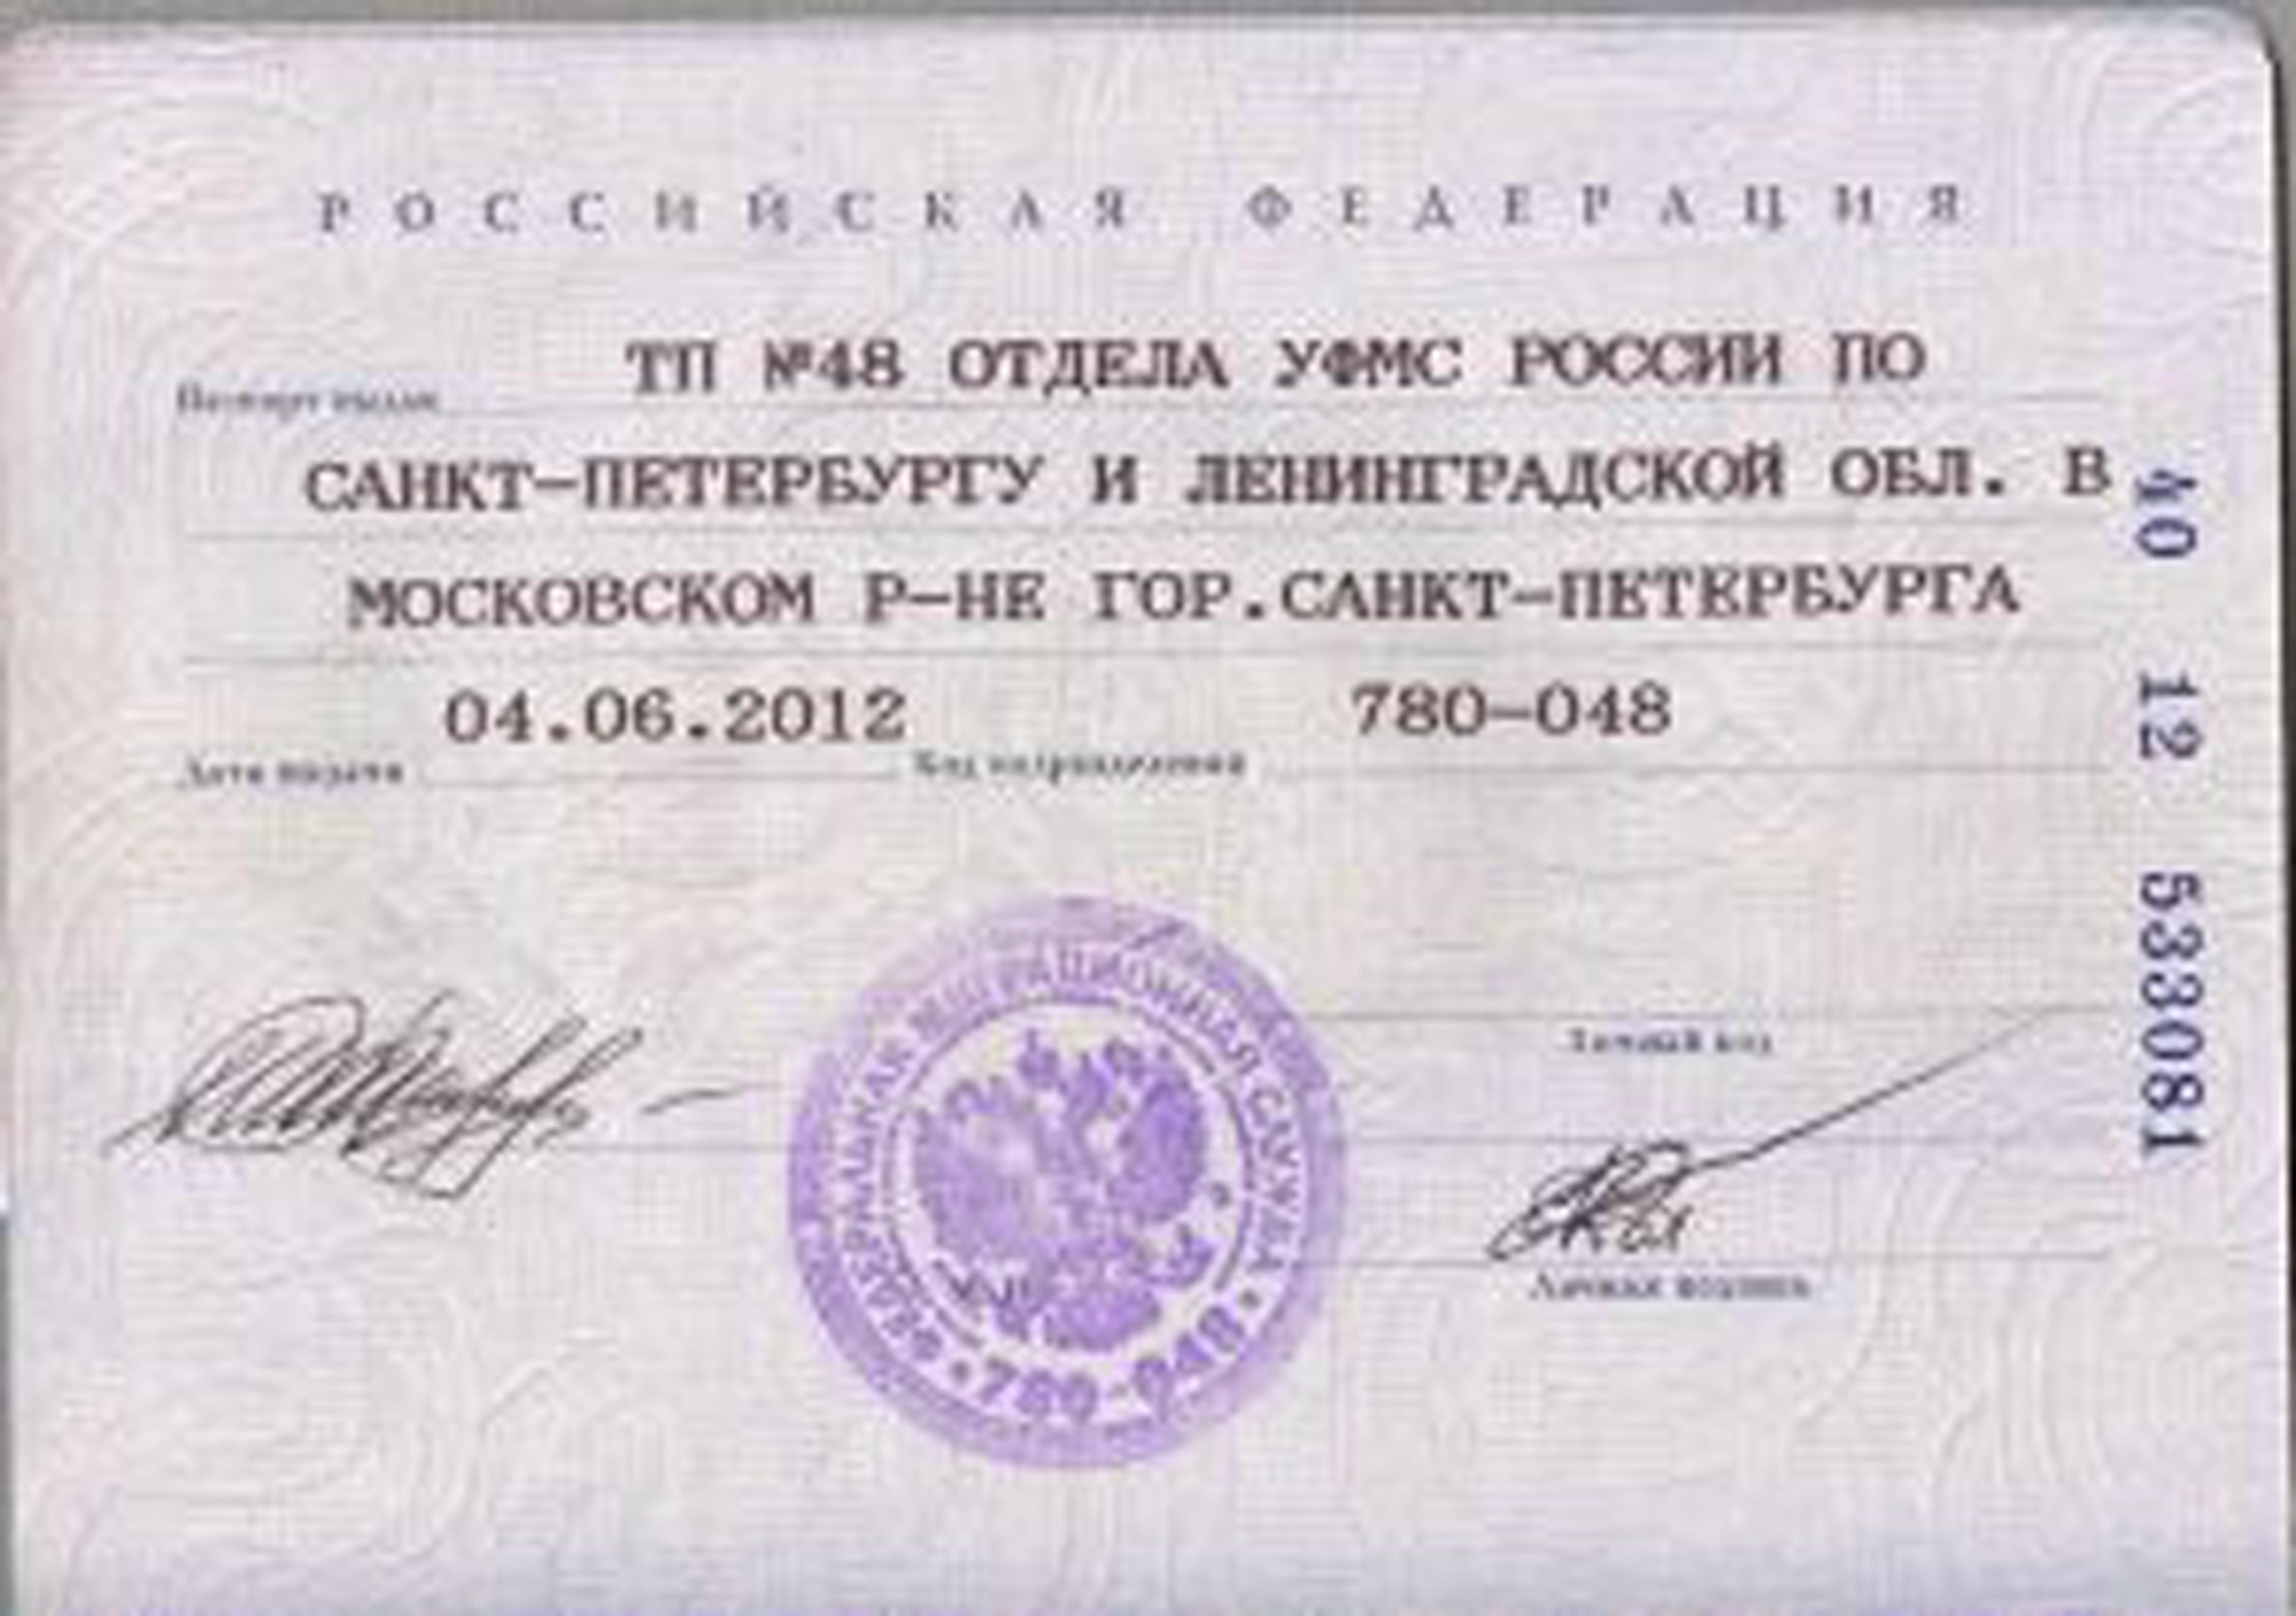 РОССИЙСКАЯ ФЕДЕРАЦИЯ
Паспорт выдан ТП №48 ОТДЕЛА УФМС РОССИИ ПО
САНКТ-ПЕТЕРБУРГУ И ЛЕНИНГРАДСКОЙ ОБЛ. В
МОСКОВСКОМ Р-НЕ ГОР.САНКТ-ПЕТЕРБУРГА
Дата выдачи 04.06.2012 Код подразделения 780-048
40 12 533081
Личный код
Личная подпись
ФЕДЕРАЛЬНАЯ МИГРАЦИОННАЯ СЛУЖБА
780-048